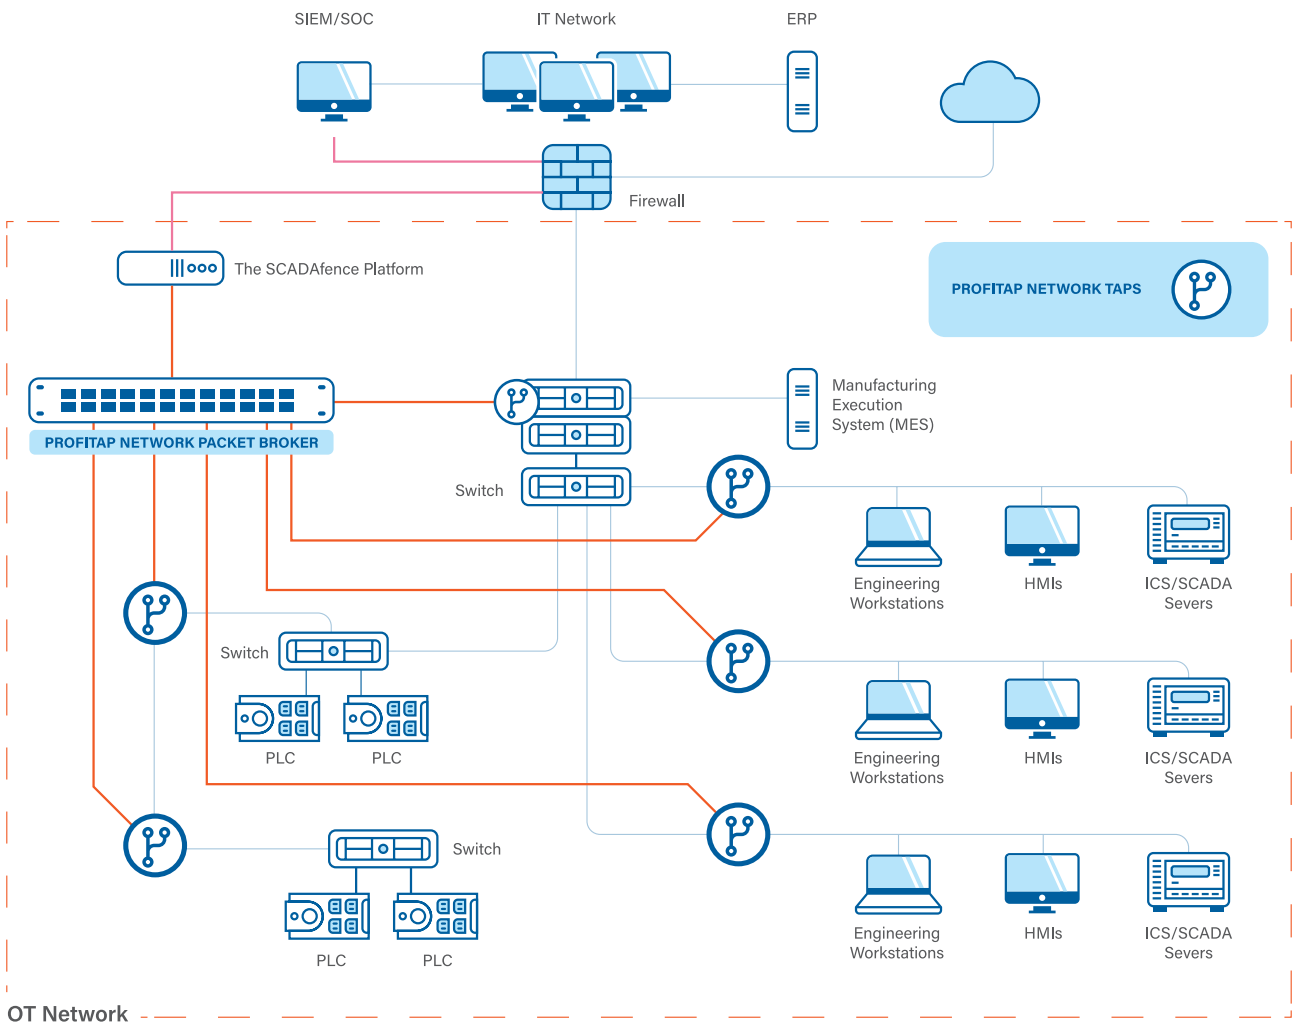 SIEM/SOC
IT Network
ERP
Firewall
The SCADAfence Platform
PROFITAP NETWORK TAPS
Manufacturing
Execution
System (MES)
PROFITAP NETWORK PACKET BROKER
Switch
Engineering
Workstations
HMIs
ICS/SCADA
Severs
Switch
PLC
PLC
Engineering
Workstations
HMIs
ICS/SCADA
Severs
Switch
PLC
PLC
Engineering
Workstations
HMIs
ICS/SCADA
Severs
OT Network